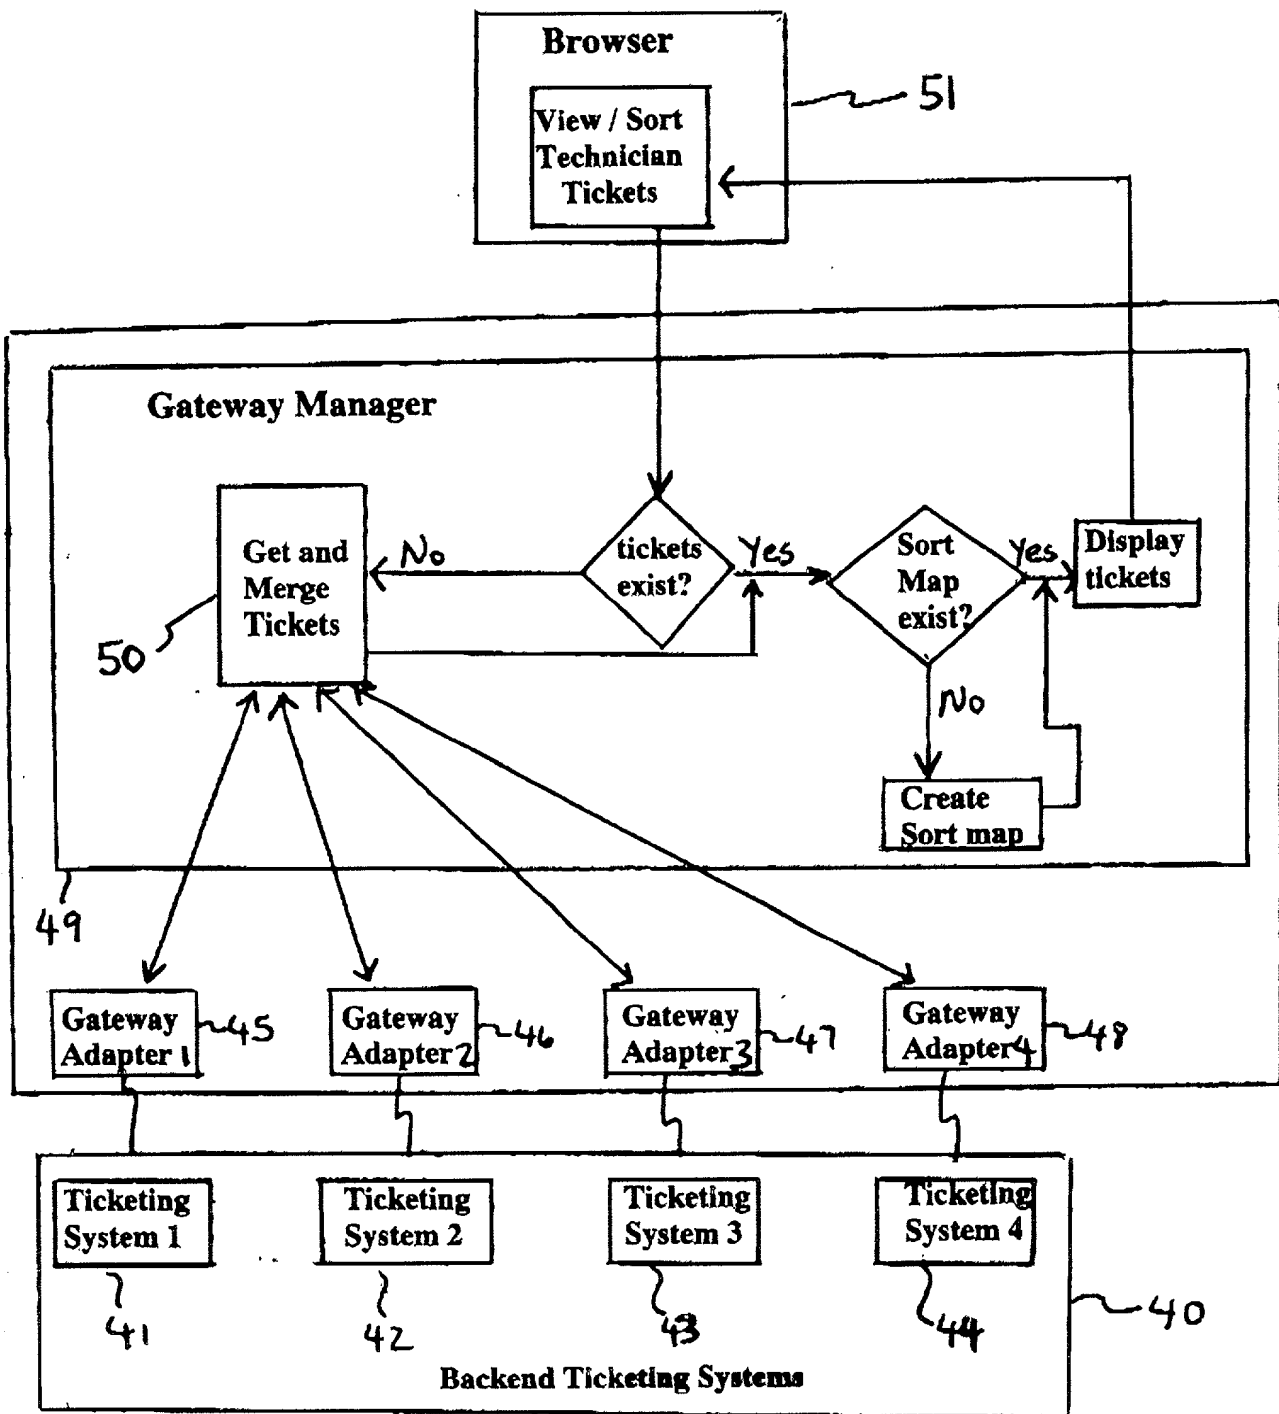 Browser
51
View / Sort
Technician
Tickets
Gateway Manager
Get and
Merge
Tickets
50
No
tickets
exist?
Yes
Sort
Map
exist?
Yes
Display
tickets
No
Create
Sort map
49
Gateway
Adapter 1
45
Gateway
Adapter 2
46
Gateway
Adapter 3
47
Gateway
Adapter 4
48
Ticketing
System 1
41
Ticketing
System 2
42
Ticketing
System 3
43
Ticketing
System 4
44
40
Backend Ticketing Systems